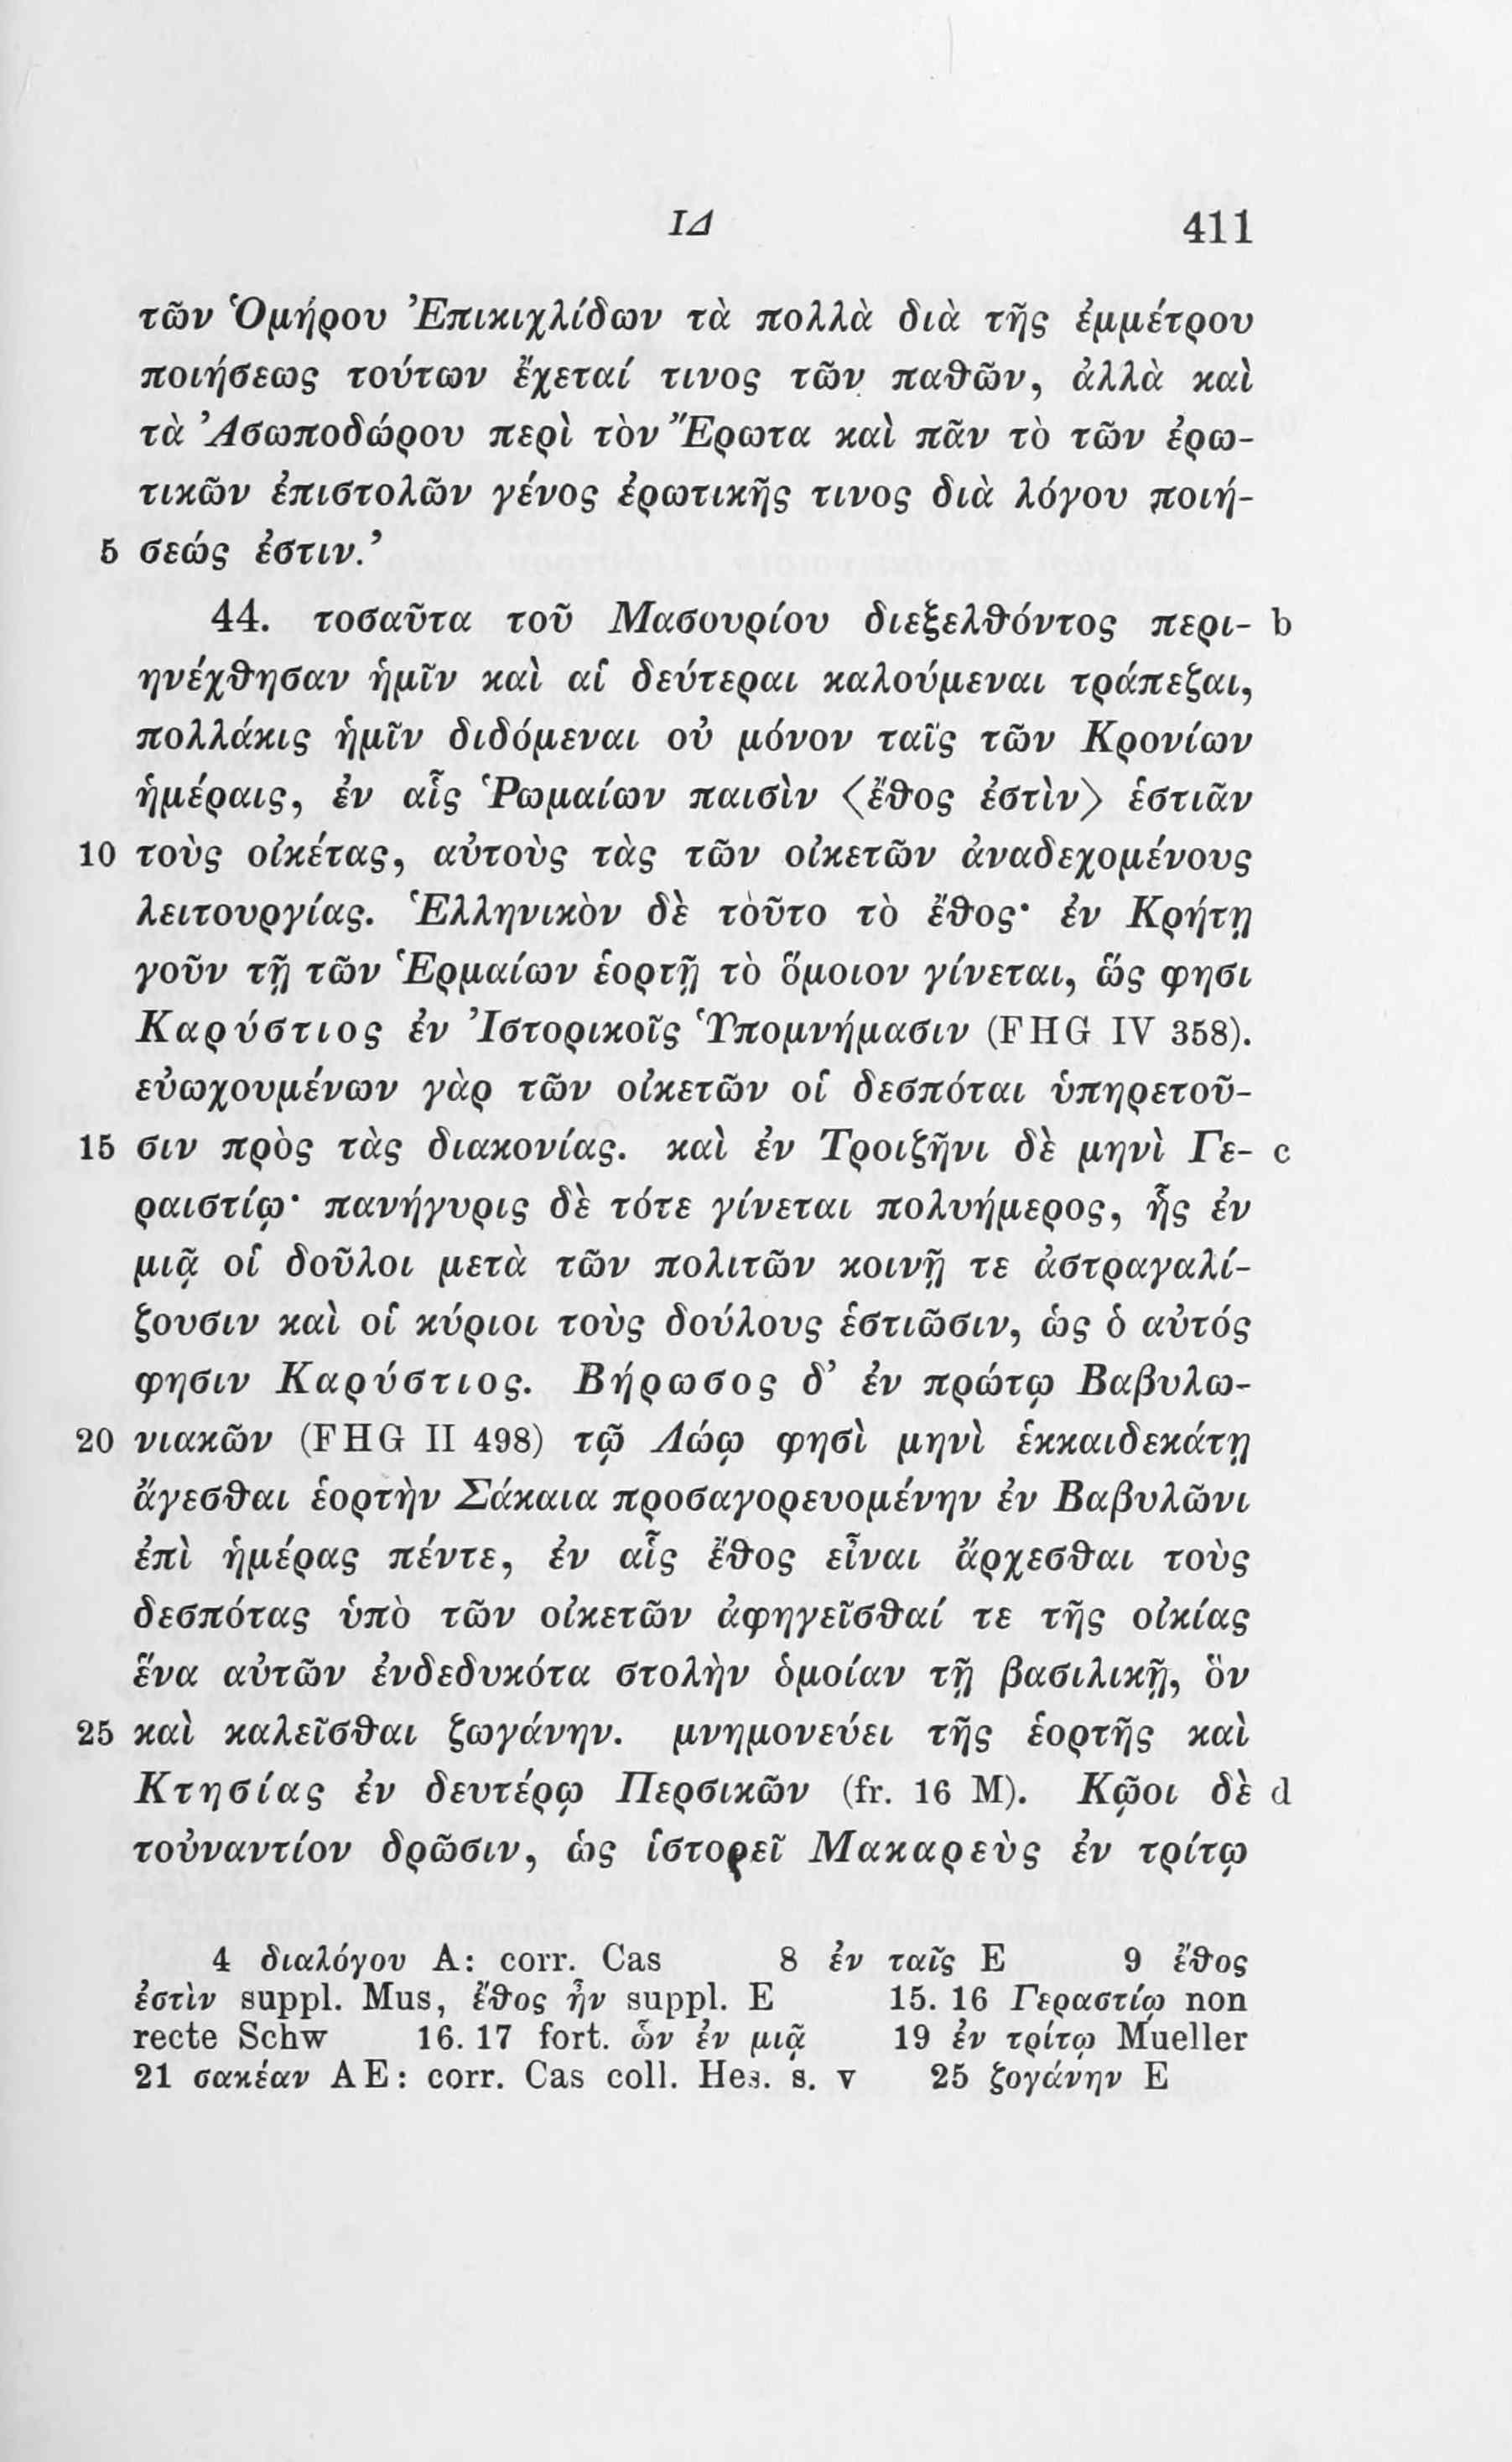 ΙΔ 411
τῶν Ὁμήρου Ἐπικιχλίδων τὰ πολλὰ διὰ τῆς ἐμμέτρου
ποιήσεως τούτων ἔχεταί τινος τῶν παθῶν, ἀλλὰ καὶ
τὰ Ἀσωποδώρου περὶ τὸν Ἔρωτα καὶ πᾶν τὸ τῶν ἐρω-
τικῶν ἐπιστολῶν γένος ἐρωτικῆς τινος διὰ λόγου ποιή-
5 σεώς ἐστιν.’
44. τοσαῦτα τοῦ Μασουρίου διεξελθόντος περι- b
ηνέχθησαν ἡμῖν καὶ αἱ δεύτεραι καλούμεναι τράπεζαι,
πολλάκις ἡμῖν διδόμεναι οὐ μόνον ταῖς τῶν Κρονίων
ἡμέραις, ἐν αἷς Ῥωμαίων παισὶν ⟨ἔθος ἐστὶν⟩ ἑστιᾶν
10 τοὺς οἰκέτας, αὐτοὺς τὰς τῶν οἰκετῶν ἀναδεχομένους
λειτουργίας. Ἑλληνικὸν δὲ τοῦτο τὸ ἔθος· ἐν Κρήτῃ
γοῦν τῇ τῶν Ἑρμαίων ἑορτῇ τὸ ὅμοιον γίνεται, ὥς φησι
Καρύστιος ἐν Ἱστορικοῖς Ὑπομνήμασιν (FHG IV 358).
εὐωχουμένων γὰρ τῶν οἰκετῶν οἱ δεσπόται ὑπηρετοῦ-
15 σιν πρὸς τὰς διακονίας. καὶ ἐν Τροιζῆνι δὲ μηνὶ Γε- c
ραιστίῳ· πανήγυρις δὲ τότε γίνεται πολυήμερος, ἧς ἐν
μιᾷ οἱ δοῦλοι μετὰ τῶν πολιτῶν κοινῇ τε ἀστραγαλί-
ζουσιν καὶ οἱ κύριοι τοὺς δούλους ἑστιῶσιν, ὡς ὁ αὐτός
φησιν Καρύστιος. Βήρωσος δ’ ἐν πρώτῳ Βαβυλω-
20 νιακῶν (FHG II 498) τῷ Λώῳ φησὶ μηνὶ ἑκκαιδεκάτῃ
ἄγεσθαι ἑορτὴν Σάκαια προσαγορευομένην ἐν Βαβυλῶνι
ἐπὶ ἡμέρας πέντε, ἐν αἷς ἔθος εἶναι ἄρχεσθαι τοὺς
δεσπότας ὑπὸ τῶν οἰκετῶν ἀφηγεῖσθαί τε τῆς οἰκίας
ἕνα αὐτῶν ἐνδεδυκότα στολὴν ὁμοίαν τῇ βασιλικῇ, ὃν
25 καὶ καλεῖσθαι ζωγάνην. μνημονεύει τῆς ἑορτῆς καὶ
Κτησίας ἐν δευτέρῳ Περσικῶν (fr. 16 M). Κῷοι δὲ d
τοὐναντίον δρῶσιν, ὡς ἱστορεῖ Μακαρεὺς ἐν τρίτῳ
4 διαλόγου A: corr. Cas 8 ἐν ταῖς E 9 ἔθος
ἐστὶν suppl. Mus, ἔθος ἦν suppl. E 15. 16 Γεραστίῳ non
recte Schw 16. 17 fort. ὧν ἐν μιᾷ 19 ἐν τρίτῳ Mueller
21 σακέαν AE: corr. Cas coll. Hes. s. v 25 ζογάνην E